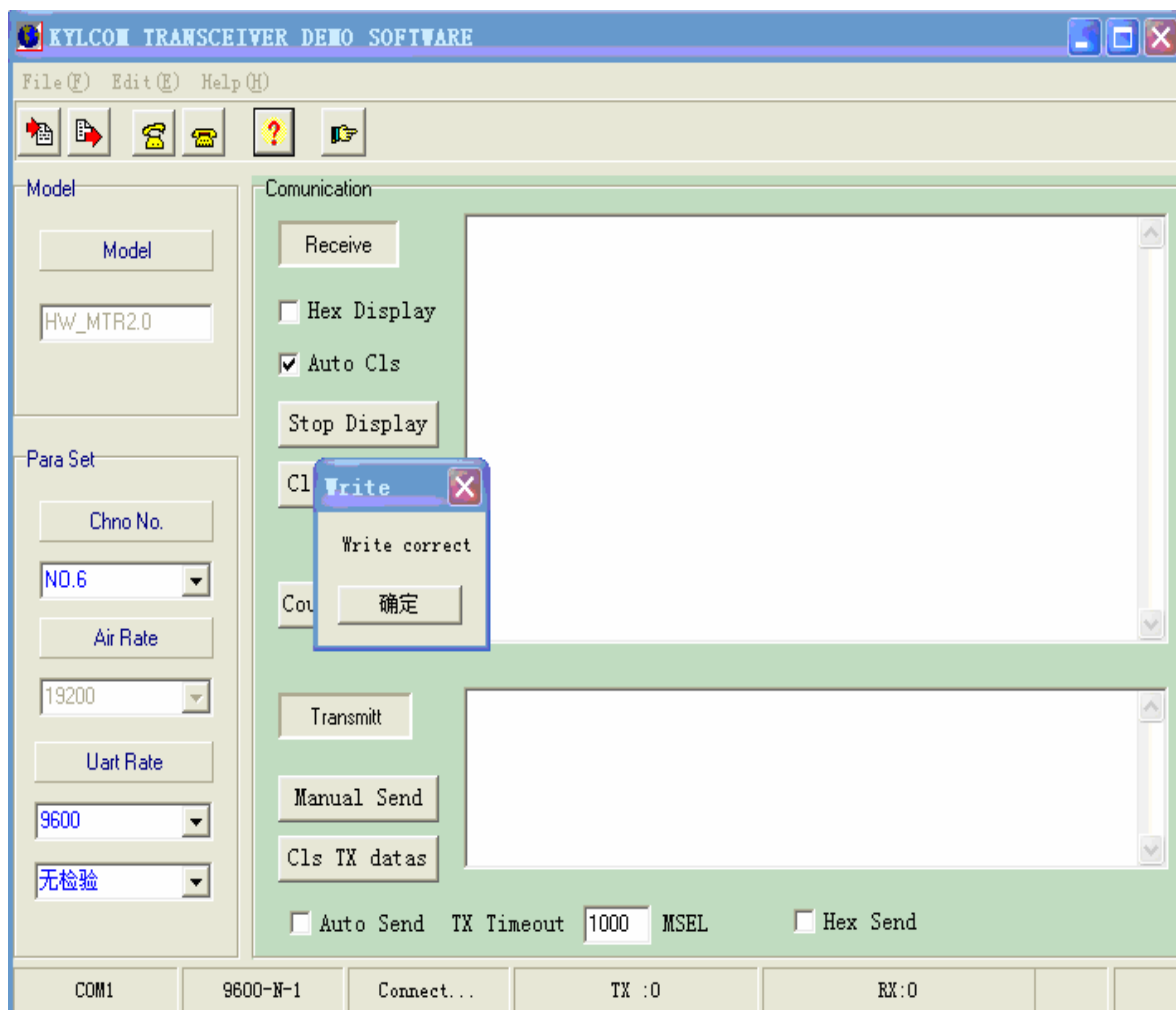 KYLCOM TRANSCEIVER DEMO SOFTWARE
File(F) Edit(E) Help(H)
Model
Model
HW_MTR2.0
Para Set
Chno No.
NO.6
Air Rate
19200
Uart Rate
9600
无检验
Comunication
Receive
Hex Display
Auto Cls
Stop Display
Cl
Write
Write correct
确定
Cou
Transmitt
Manual Send
Cls TX datas
Auto Send TX Timeout 1000 MSEL Hex Send
COM1 9600-N-1 Connect... TX :0 RX:0